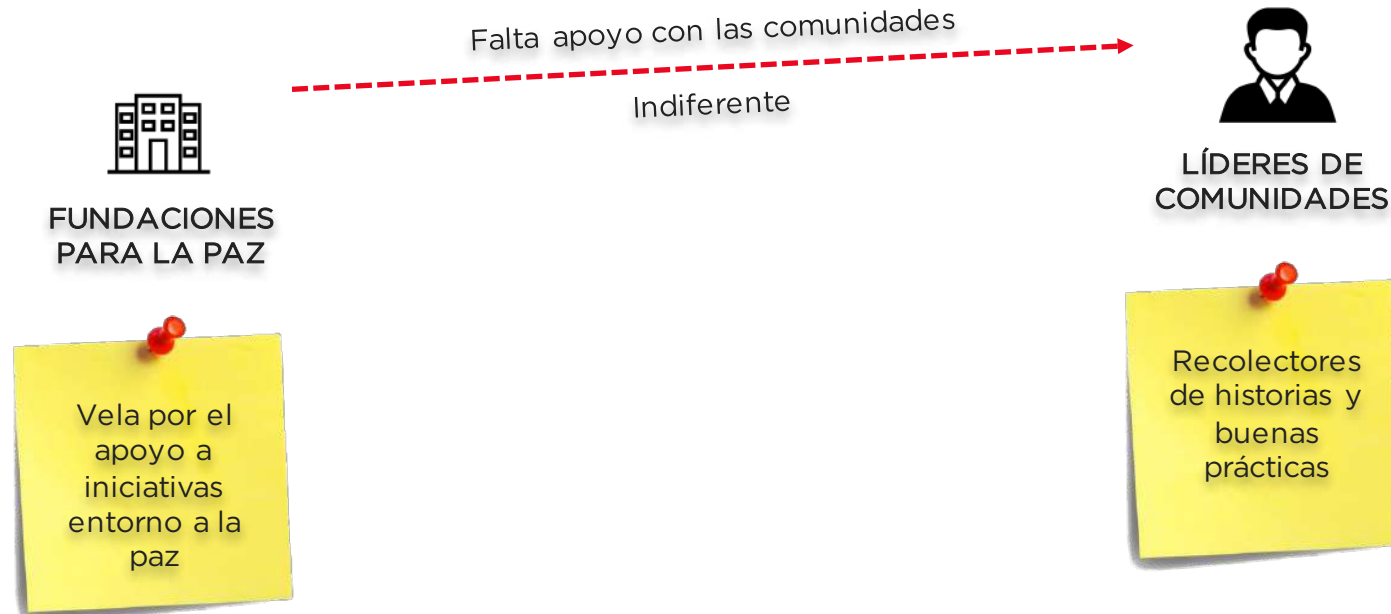 Falta apoyo con las comunidades
Indiferente
FUNDACIONES
PARA LA PAZ
LÍDERES DE
COMUNIDADES
Vela por el
apoyo a
iniciativas
entorno a la
paz
Recolectores
de historias y
buenas
prácticas